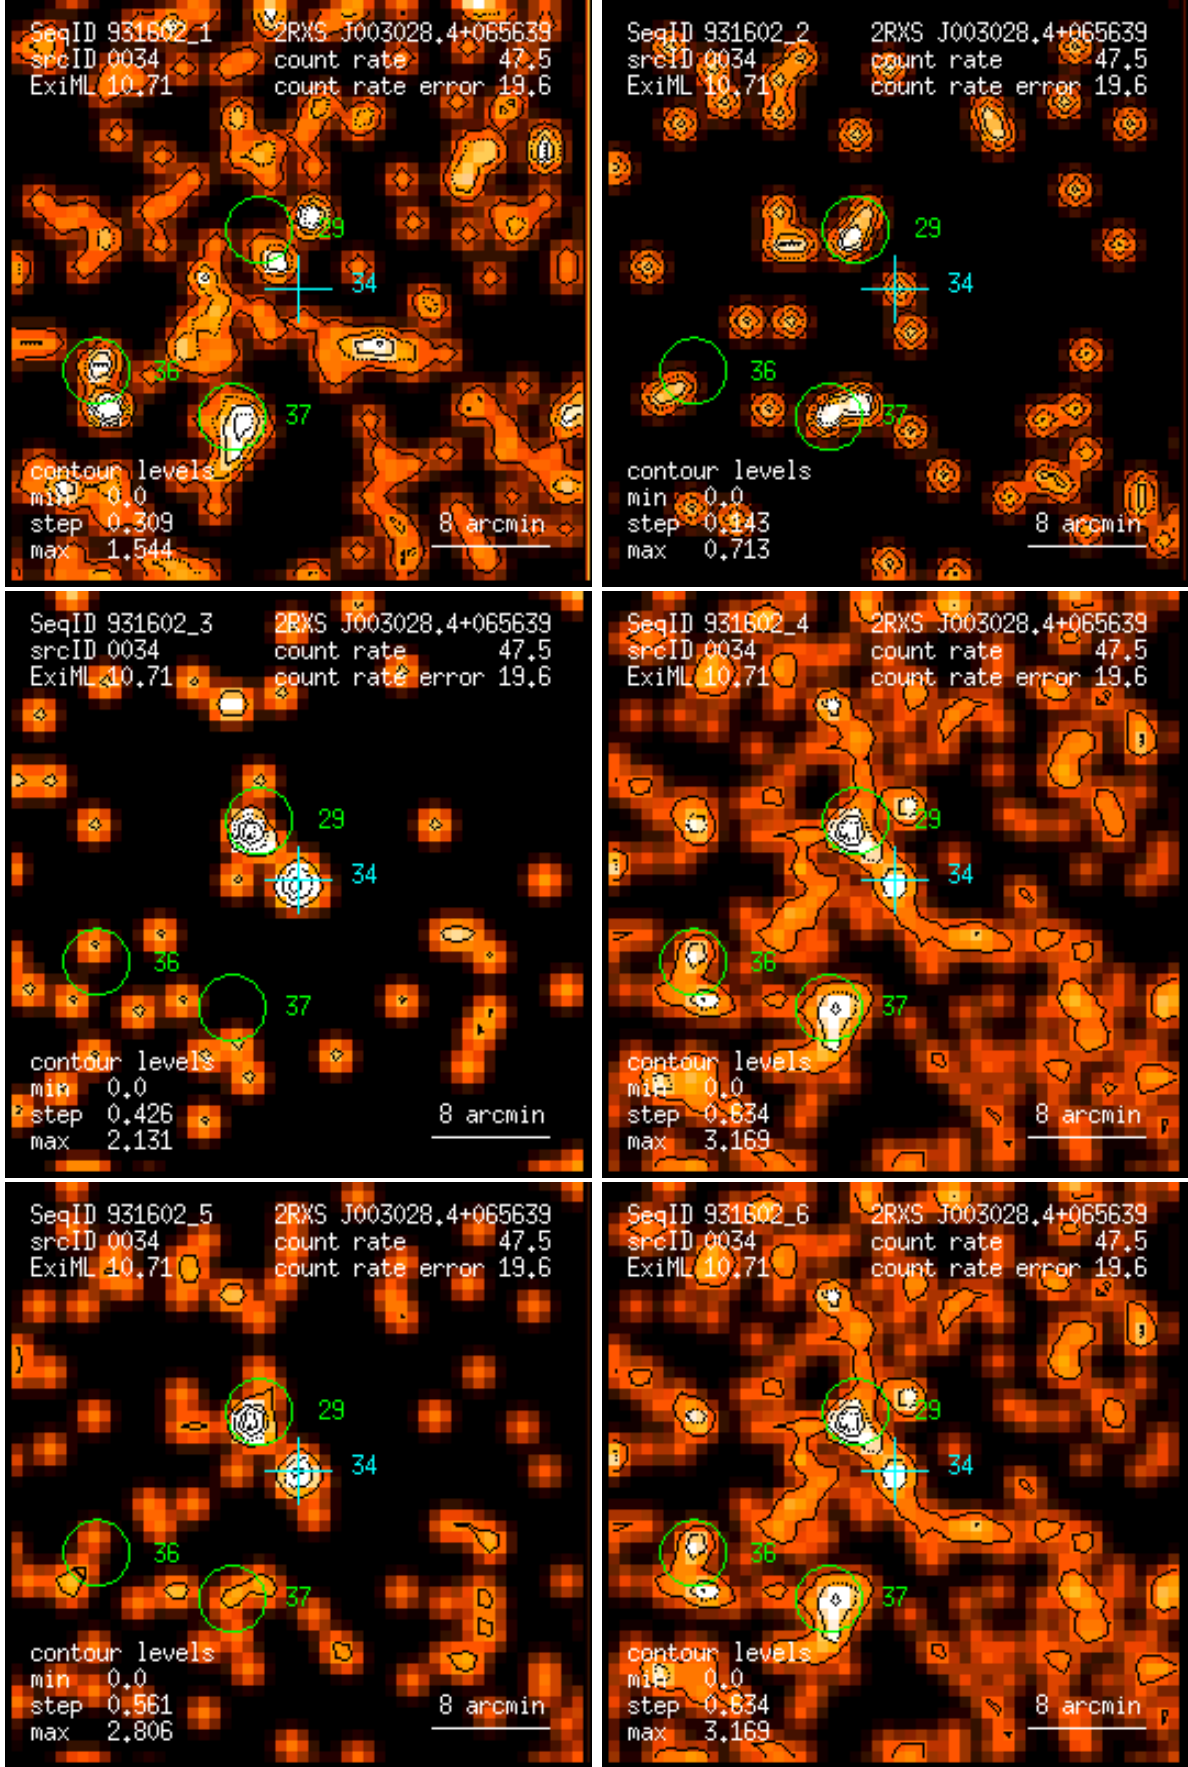 SeqID 931602_1 2RXS J003028.4+065639
srcID 0034 count rate 47.5
ExiML 10.71 count rate error 19.6
29
34
36
37
contour levels
min 0.0
step 0.309
max 1.544
8 arcmin
SeqID 931602_2 2RXS J003028.4+065639
srcID 0034 count rate 47.5
ExiML 10.71 count rate error 19.6
29
34
36
37
contour levels
min 0.0
step 0.143
max 0.713
8 arcmin
SeqID 931602_3 2RXS J003028.4+065639
srcID 0034 count rate 47.5
ExiML 10.71 count rate error 19.6
29
34
36
37
contour levels
min 0.0
step 0.426
max 2.131
8 arcmin
SeqID 931602_4 2RXS J003028.4+065639
srcID 0034 count rate 47.5
ExiML 10.71 count rate error 19.6
29
34
36
37
contour levels
min 0.0
step 0.634
max 3.169
8 arcmin
SeqID 931602_5 2RXS J003028.4+065639
srcID 0034 count rate 47.5
ExiML 10.71 count rate error 19.6
29
34
36
37
contour levels
min 0.0
step 0.561
max 2.806
8 arcmin
SeqID 931602_6 2RXS J003028.4+065639
srcID 0034 count rate 47.5
ExiML 10.71 count rate error 19.6
29
34
36
37
contour levels
min 0.0
step 0.634
max 3.169
8 arcmin